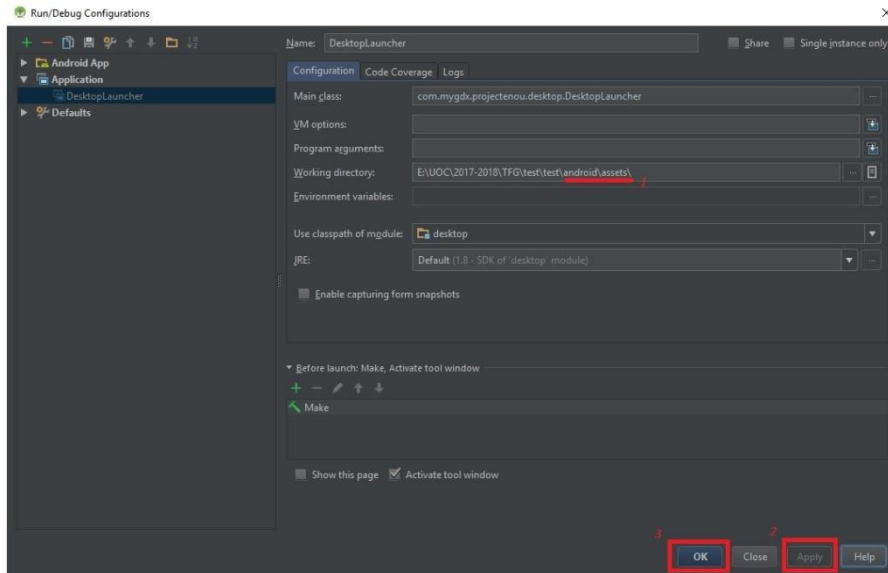 Run/Debug Configurations
Name: DesktopLauncher Share Single instance only
Android App
Application
DesktopLauncher
Defaults
Configuration Code Coverage Logs
Main class: com.mygdx.projectenou.desktop.DesktopLauncher
VM options:
Program arguments:
Working directory: E:\UOC\2017-2018\TFG\test\test\android\assets\
1
Environment variables:
Use classpath of module: desktop
JRE: Default (1.8 - SDK of 'desktop' module)
Enable capturing form snapshots
Before launch: Make, Activate tool window
Make
Show this page Activate tool window
3 2
OK Close Apply Help